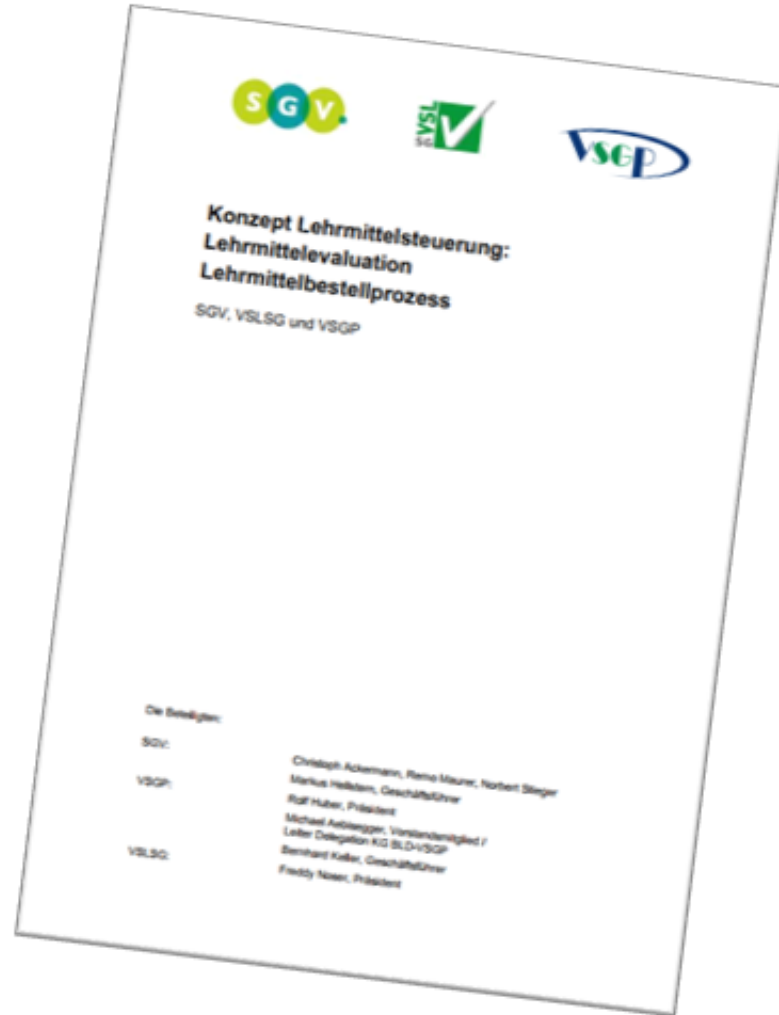 SGV.
SG VSL
VSGP
Konzept Lehrmittelsteuerung:
Lehrmittelevaluation
Lehrmittelbestellprozess
SGV, VSLSG und VSGP
Die Beteiligten:
SGV: Christoph Ackermann, Remo Maurer, Norbert Stieger
VSGP: Markus Hellstern, Geschäftsführer
Rolf Huber, Präsident
Michael Aebisegger, Vorstandsmitglied /
Leiter Delegation KG BLD-VSGP
VSLSG: Bernhard Keller, Geschäftsführer
Freddy Noser, Präsident